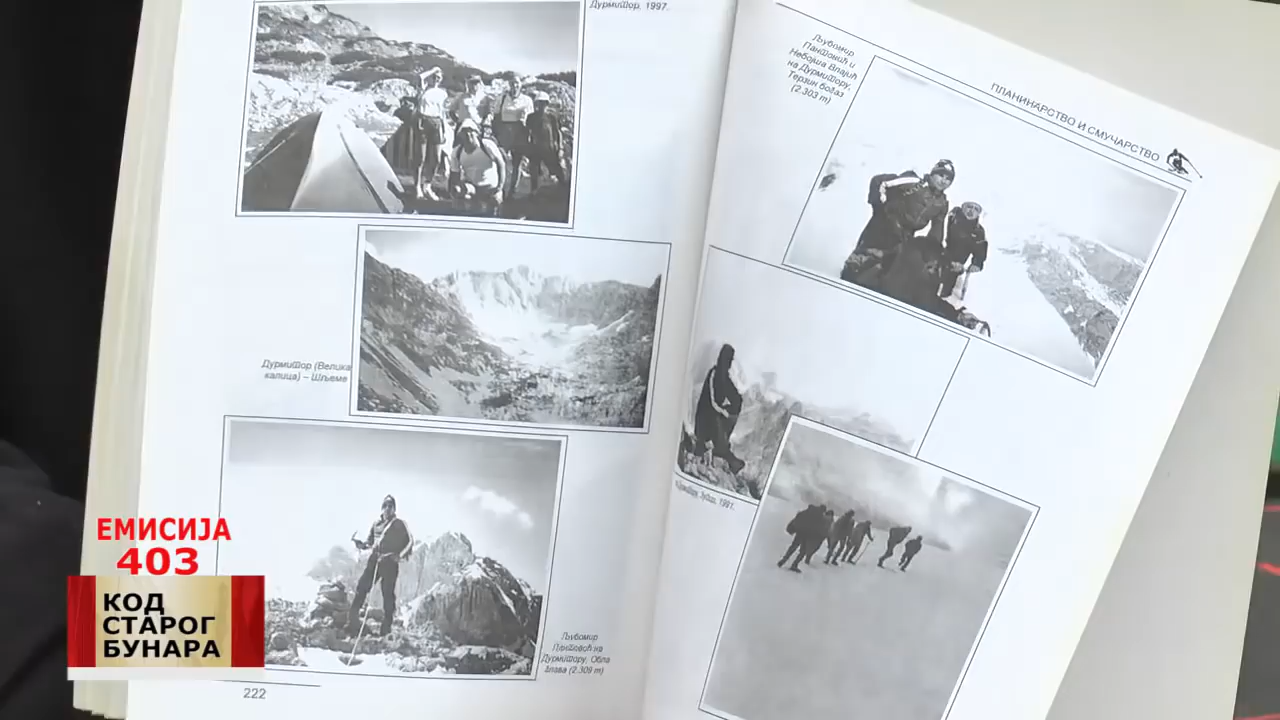 Дурмитор, 1997.
Дурмитор (Велика
калица) – Шљеме
Љубомир
Пантовић на
Дурмитору, Обла
глава (2.309 m)
222
Љубомир
Пантовић и
Небојша Влајић
на Дурмитору,
Терзин богаз
(2.303 m)
ПЛАНИНАРСТВО И СМУЧАРСТВО
1991.
ЕМИСИЈА
403
КОД
СТАРОГ
БУНАРА